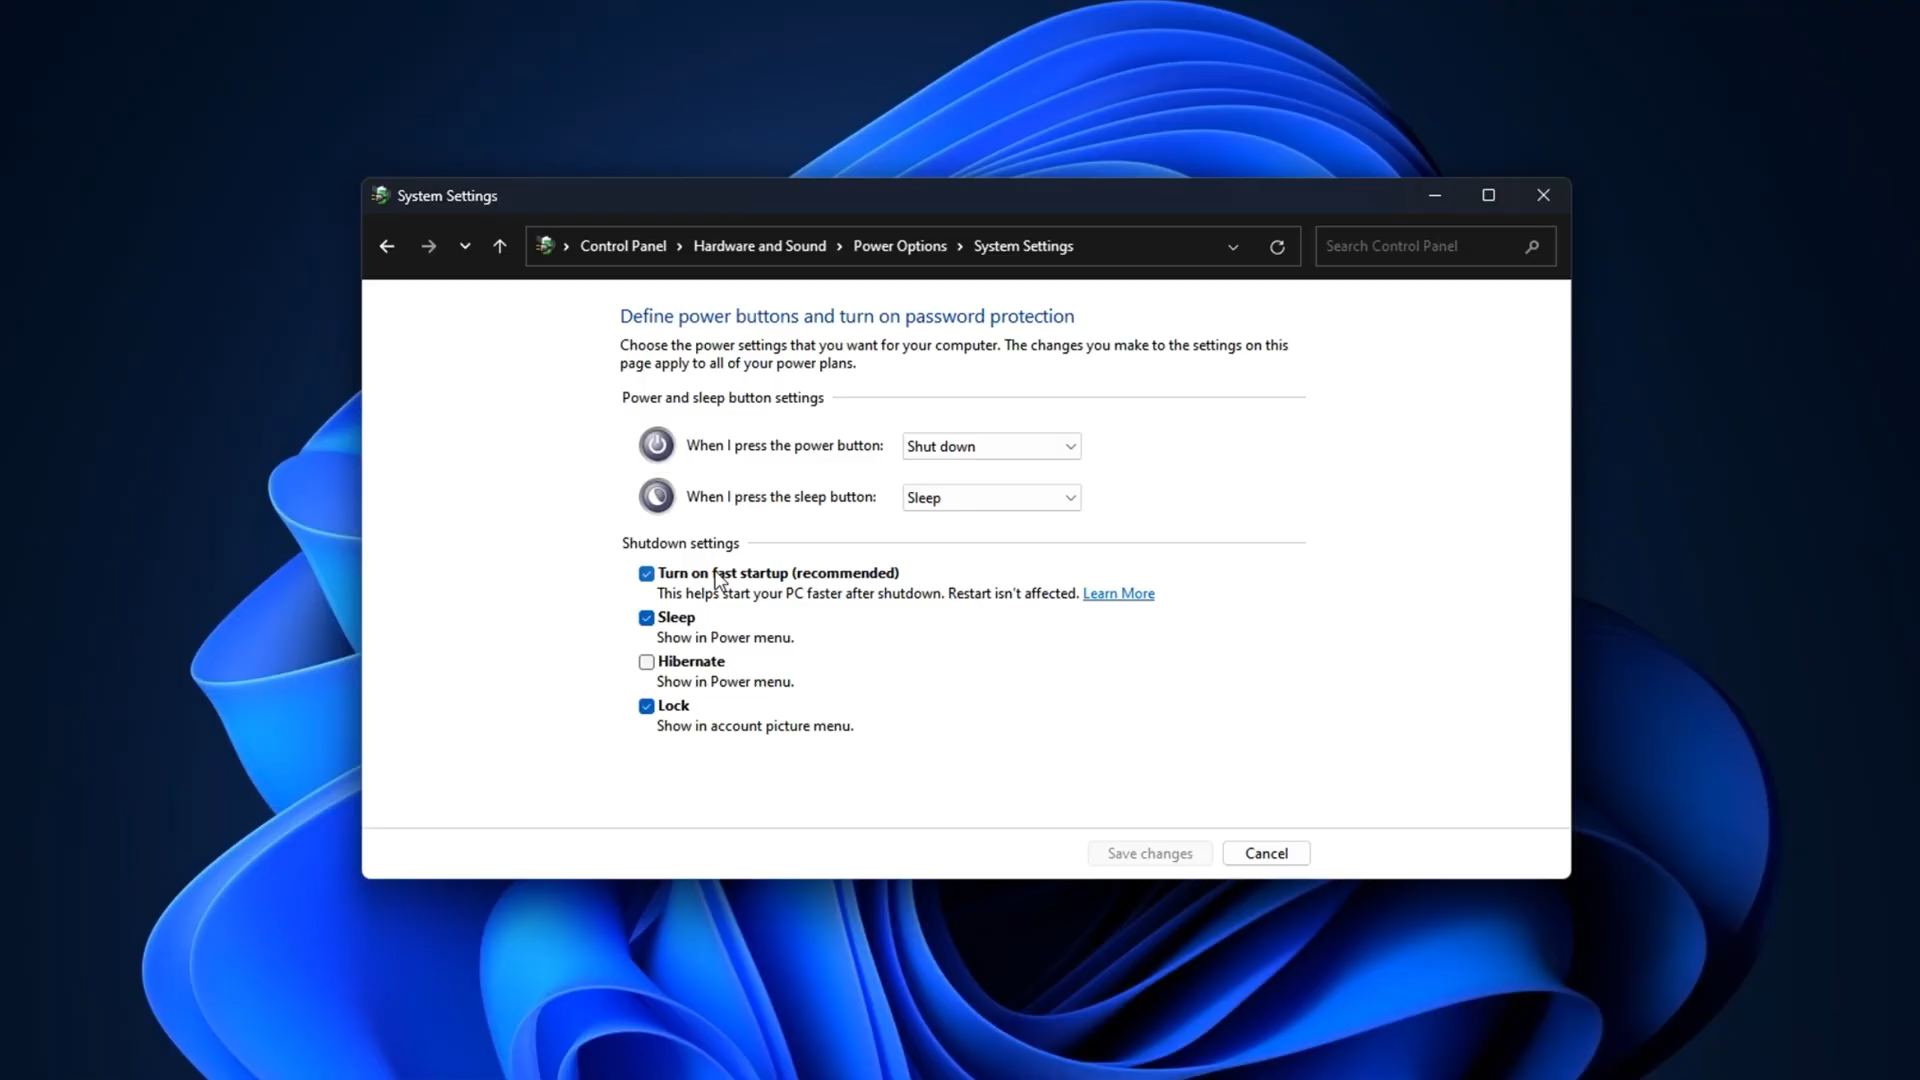 System Settings
Control Panel > Hardware and Sound > Power Options > System Settings
Search Control Panel
Define power buttons and turn on password protection
Choose the power settings that you want for your computer. The changes you make to the settings on this
page apply to all of your power plans.
Power and sleep button settings
When I press the power button: Shut down
When I press the sleep button: Sleep
Shutdown settings
Turn on fast startup (recommended)
This helps start your PC faster after shutdown. Restart isn't affected. Learn More
Sleep
Show in Power menu.
Hibernate
Show in Power menu.
Lock
Show in account picture menu.
Save changes
Cancel